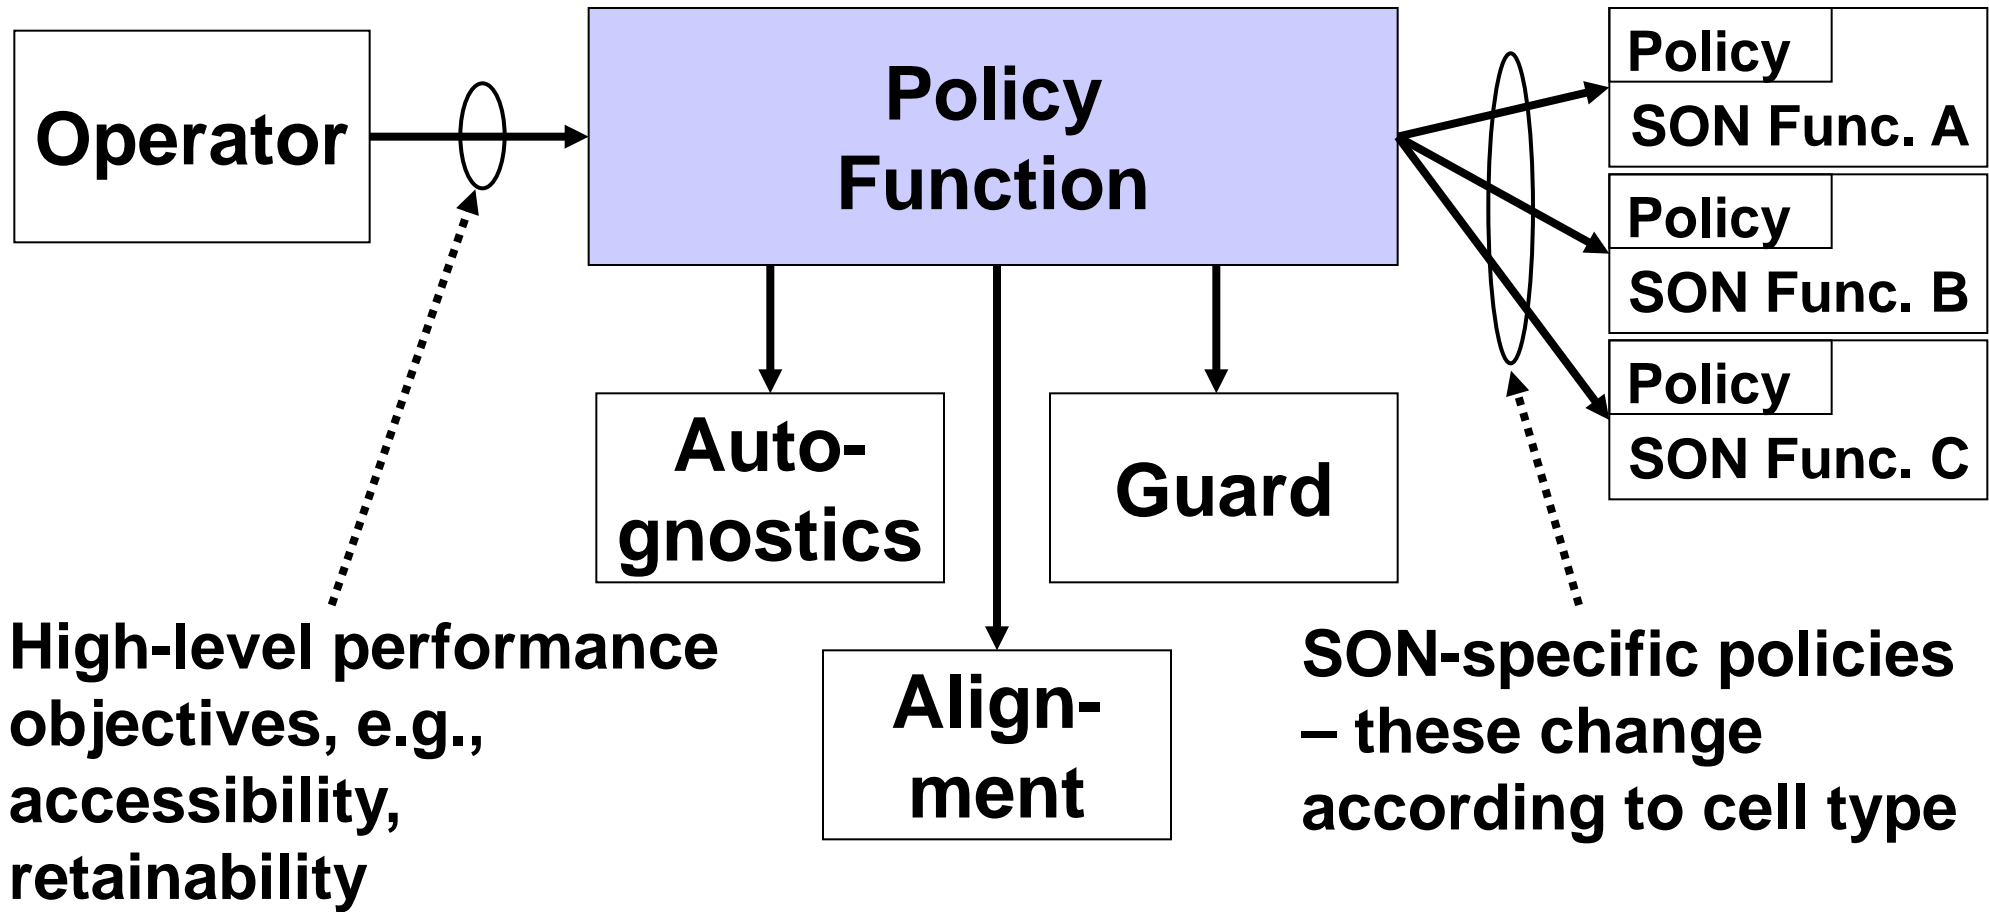 Operator
Policy
Function
Policy
SON Func. A
Policy
SON Func. B
Policy
SON Func. C
Auto-
gnostics
Guard
Align-
ment
High-level performance
objectives, e.g.,
accessibility,
retainability
SON-specific policies
– these change
according to cell type